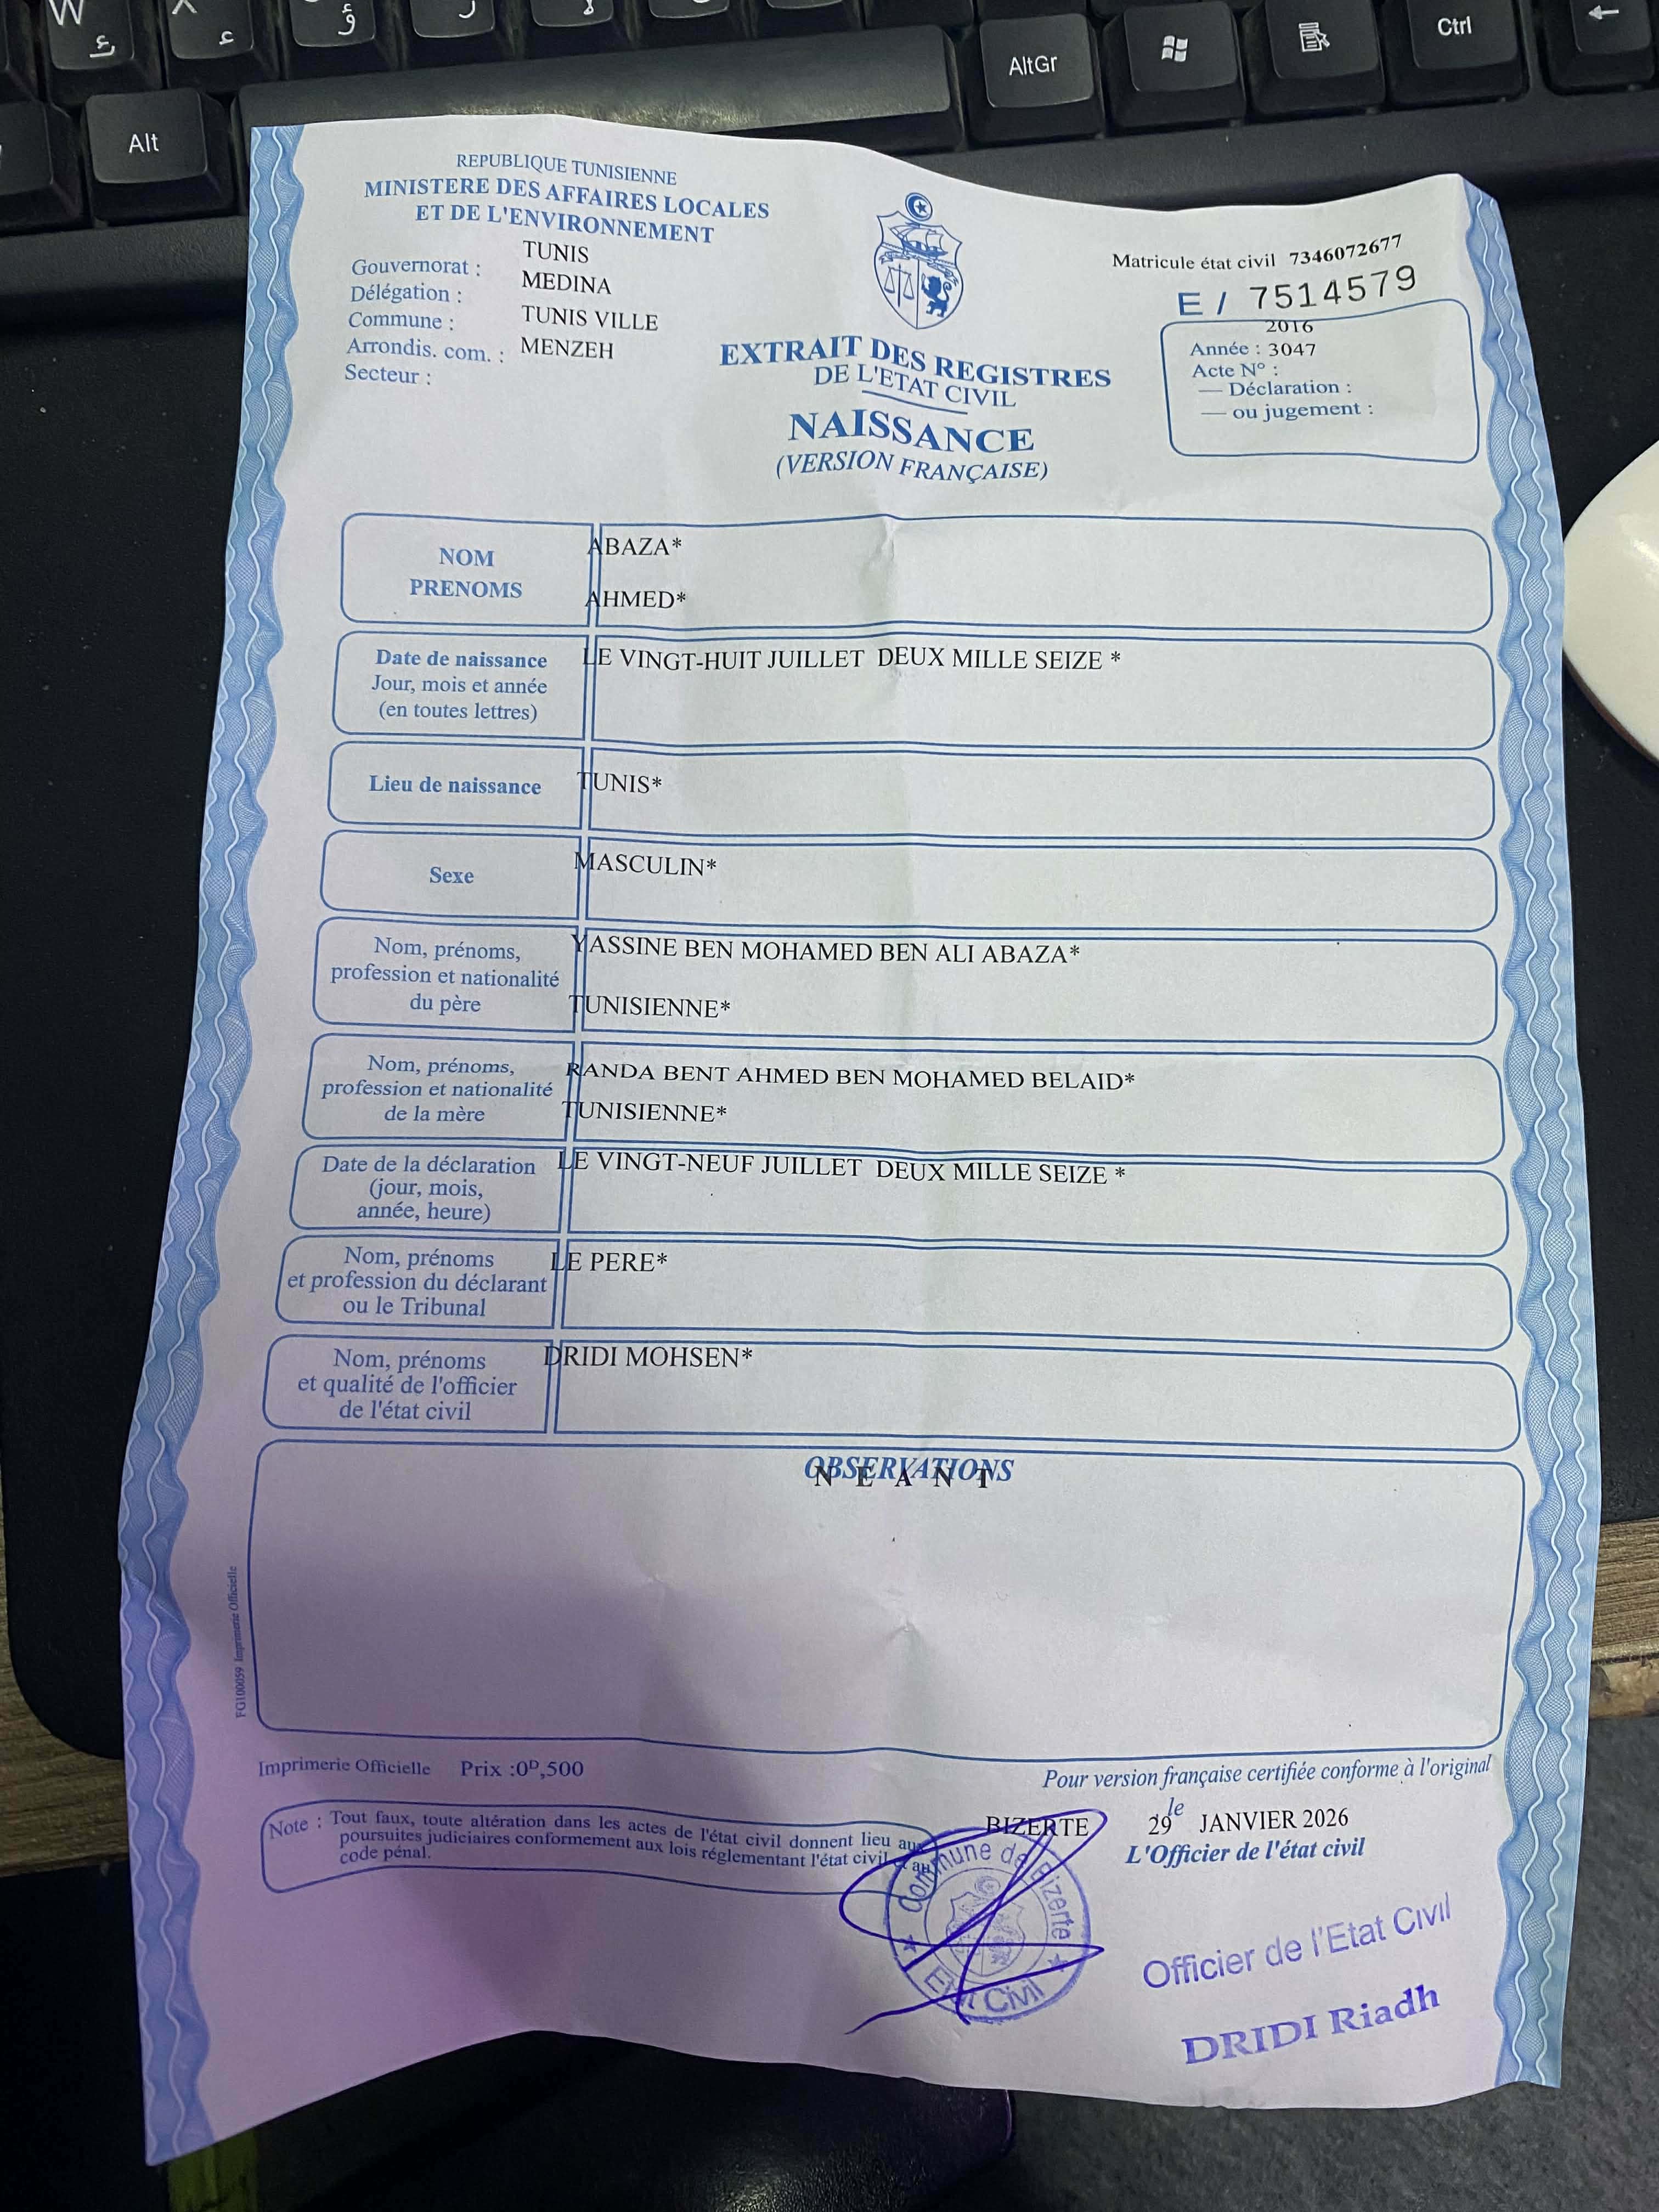 W
Alt
AltGr
Ctrl
REPUBLIQUE TUNISIENNE
MINISTERE DES AFFAIRES LOCALES
ET DE L'ENVIRONNEMENT
Gouvernorat : TUNIS
Délégation : MEDINA
Commune : TUNIS VILLE
Arrondis. com. : MENZEH
Secteur :
EXTRAIT DES REGISTRES
DE L'ETAT CIVIL
NAISSANCE
(VERSION FRANÇAISE)
Matricule état civil 7346072677
E / 7514579
2016
Année : 3047
Acte N° :
— Déclaration :
— ou jugement :
NOM
PRENOMS
ABAZA*
AHMED*
Date de naissance
Jour, mois et année
(en toutes lettres)
LE VINGT-HUIT JUILLET DEUX MILLE SEIZE *
Lieu de naissance
TUNIS*
Sexe
MASCULIN*
Nom, prénoms,
profession et nationalité
du père
YASSINE BEN MOHAMED BEN ALI ABAZA*
TUNISIENNE*
Nom, prénoms,
profession et nationalité
de la mère
RANDA BENT AHMED BEN MOHAMED BELAID*
TUNISIENNE*
Date de la déclaration
(jour, mois,
année, heure)
LE VINGT-NEUF JUILLET DEUX MILLE SEIZE *
Nom, prénoms
et profession du déclarant
ou le Tribunal
LE PERE*
Nom, prénoms
et qualité de l'officier
de l'état civil
DRIDI MOHSEN*
OBSERVATIONS
N E A N T
FG100059 Imprimerie Officielle
Imprimerie Officielle Prix :0ᴰ,500
Note : Tout faux, toute altération dans les actes de l'état civil donnent lieu aux
poursuites judiciaires conformement aux lois réglementant l'état civil et au
code pénal.
Pour version française certifiée conforme à l'original
BIZERTE le 29 JANVIER 2026
L'Officier de l'état civil
Commune de Bizerte
Etat Civil
Officier de l'Etat Civil
DRIDI Riadh